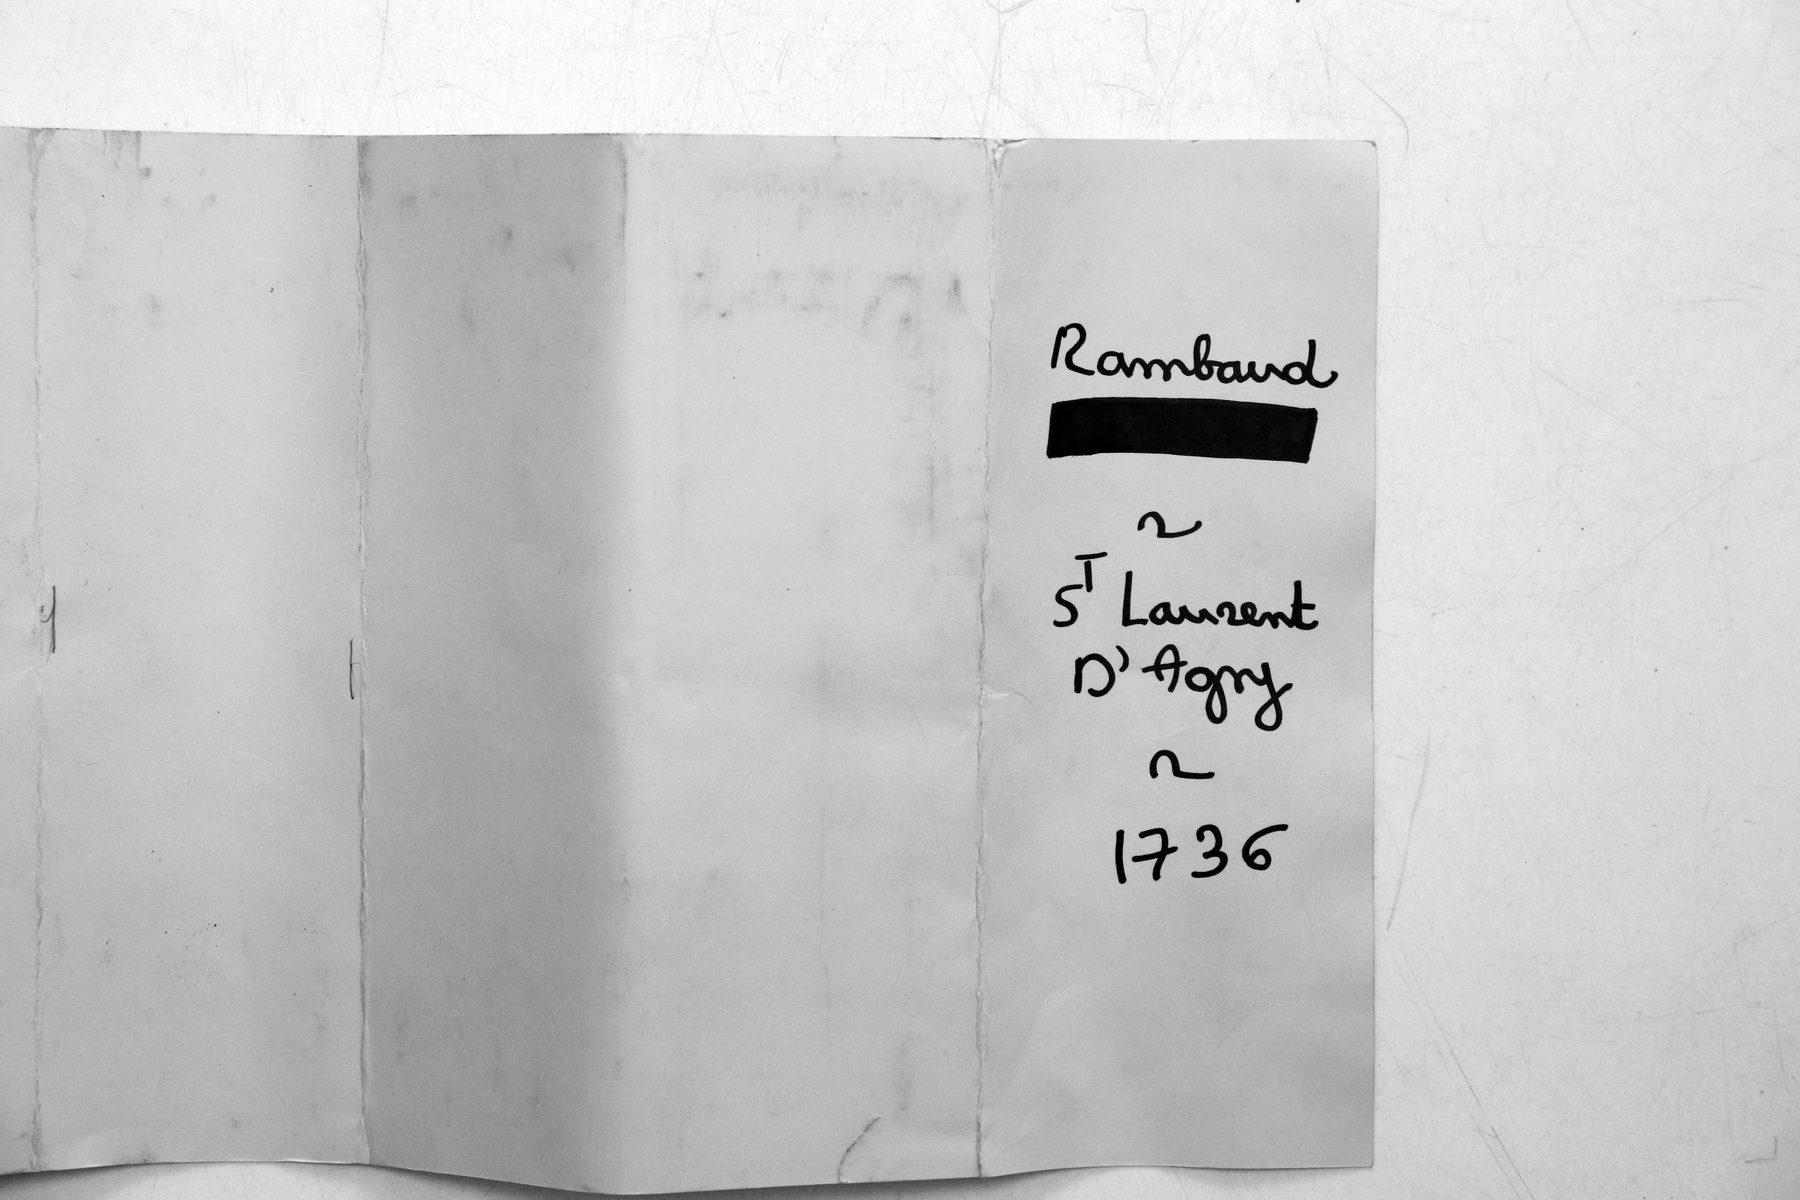 Rambaud
ST Laurent
D'Agny
1736